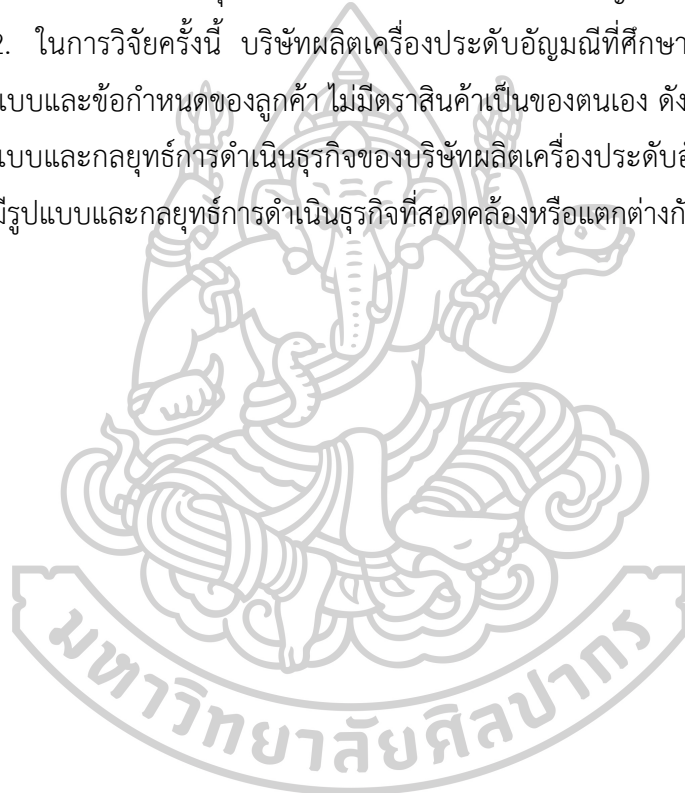 2. ในการวิจัยครั้งนี้ บริษัทผลิตเครื่องประดับอัญมณีที่ศึกษา
แบบและข้อกำหนดของลูกค้า ไม่มีตราสินค้าเป็นของตนเอง ดัง
แบบและกลยุทธ์การดำเนินธุรกิจของบริษัทผลิตเครื่องประดับอั
มีรูปแบบและกลยุทธ์การดำเนินธุรกิจที่สอดคล้องหรือแตกต่างกั
มหาวิทยาลัยศิลปากร